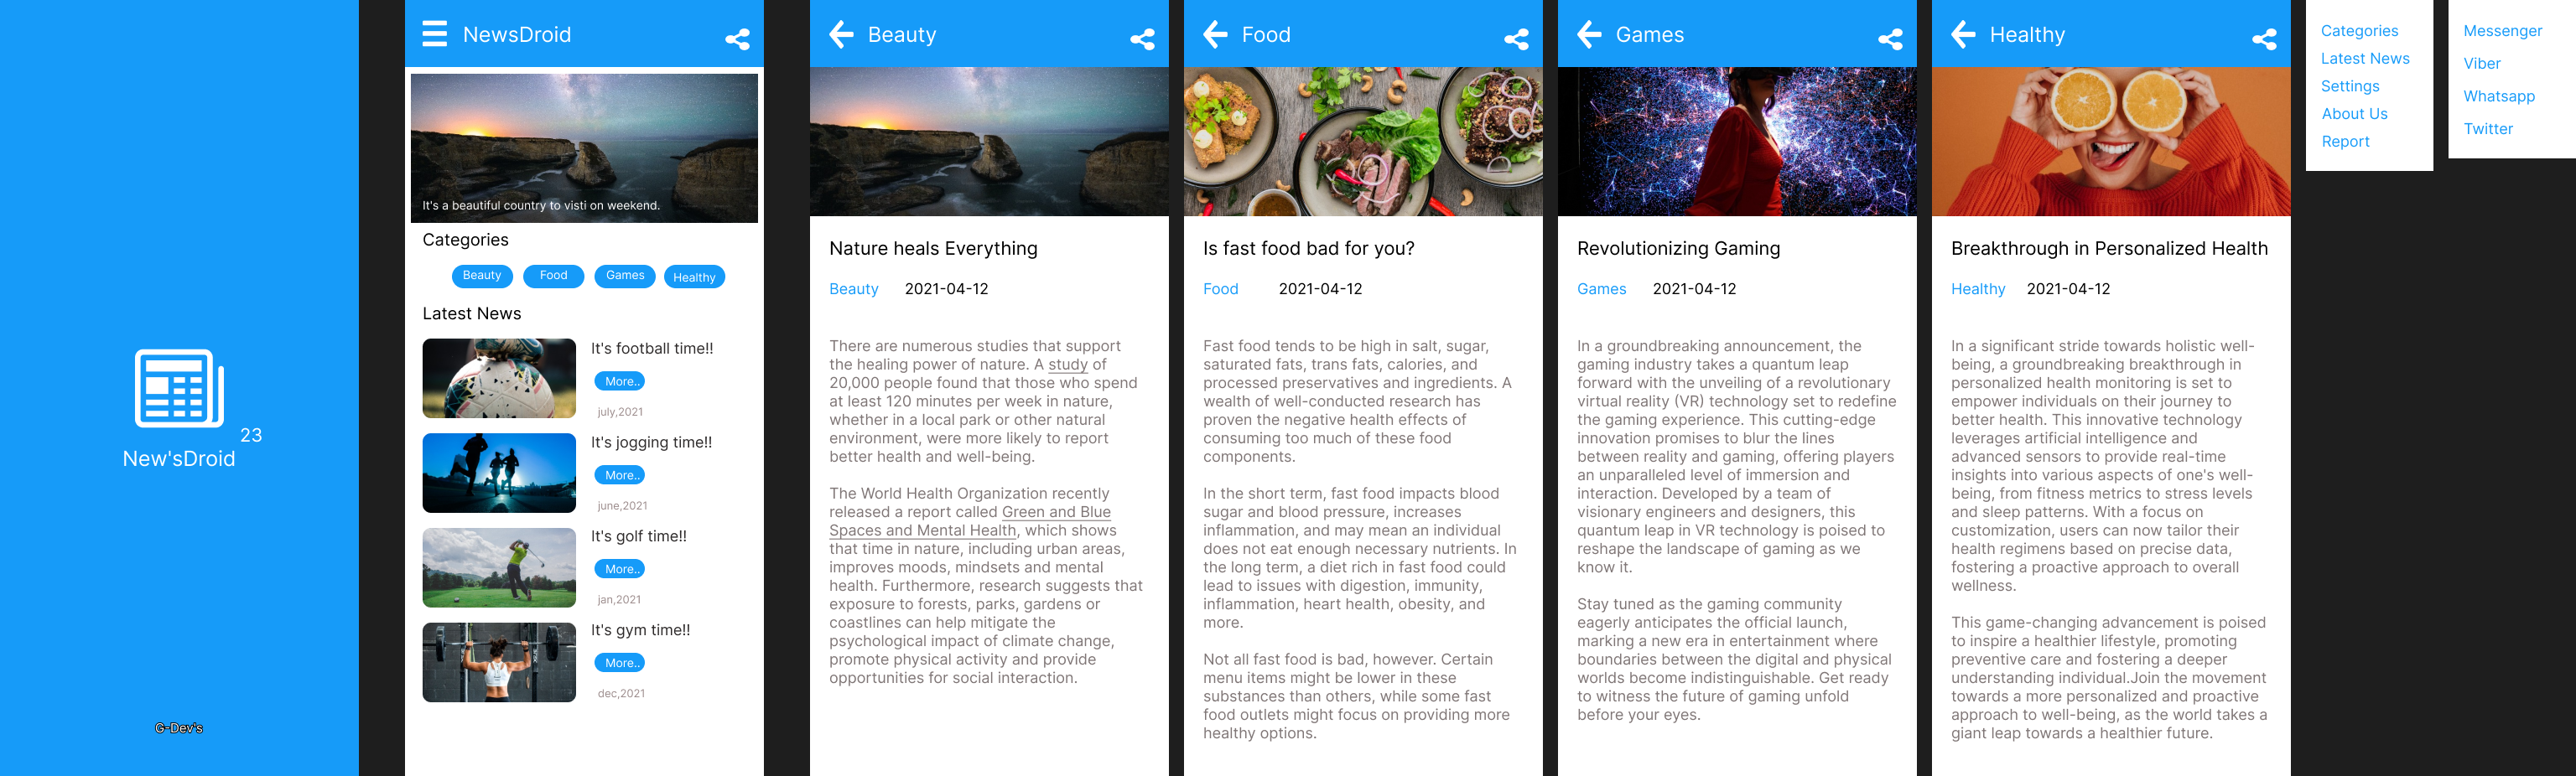 23
New'sDroid
G-Dev's
NewsDroid
It's a beautiful country to visti on weekend.
Categories
Beauty
Food
Games
Healthy
Latest News
It's football time!!
More..
july,2021
It's jogging time!!
More..
june,2021
It's golf time!!
More..
jan,2021
It's gym time!!
More..
dec,2021
Beauty
Nature heals Everything
Beauty 2021-04-12
There are numerous studies that support
the healing power of nature. A study of
20,000 people found that those who spend
at least 120 minutes per week in nature,
whether in a local park or other natural
environment, were more likely to report
better health and well-being.
The World Health Organization recently
released a report called Green and Blue
Spaces and Mental Health, which shows
that time in nature, including urban areas,
improves moods, mindsets and mental
health. Furthermore, research suggests that
exposure to forests, parks, gardens or
coastlines can help mitigate the
psychological impact of climate change,
promote physical activity and provide
opportunities for social interaction.
Food
Is fast food bad for you?
Food 2021-04-12
Fast food tends to be high in salt, sugar,
saturated fats, trans fats, calories, and
processed preservatives and ingredients. A
wealth of well-conducted research has
proven the negative health effects of
consuming too much of these food
components.
In the short term, fast food impacts blood
sugar and blood pressure, increases
inflammation, and may mean an individual
does not eat enough necessary nutrients. In
the long term, a diet rich in fast food could
lead to issues with digestion, immunity,
inflammation, heart health, obesity, and
more.
Not all fast food is bad, however. Certain
menu items might be lower in these
substances than others, while some fast
food outlets might focus on providing more
healthy options.
Games
Revolutionizing Gaming
Games 2021-04-12
In a groundbreaking announcement, the
gaming industry takes a quantum leap
forward with the unveiling of a revolutionary
virtual reality (VR) technology set to redefine
the gaming experience. This cutting-edge
innovation promises to blur the lines
between reality and gaming, offering players
an unparalleled level of immersion and
interaction. Developed by a team of
visionary engineers and designers, this
quantum leap in VR technology is poised to
reshape the landscape of gaming as we
know it.
Stay tuned as the gaming community
eagerly anticipates the official launch,
marking a new era in entertainment where
boundaries between the digital and physical
worlds become indistinguishable. Get ready
to witness the future of gaming unfold
before your eyes.
Healthy
Breakthrough in Personalized Health
Healthy 2021-04-12
In a significant stride towards holistic well-
being, a groundbreaking breakthrough in
personalized health monitoring is set to
empower individuals on their journey to
better health. This innovative technology
leverages artificial intelligence and
advanced sensors to provide real-time
insights into various aspects of one's well-
being, from fitness metrics to stress levels
and sleep patterns. With a focus on
customization, users can now tailor their
health regimens based on precise data,
fostering a proactive approach to overall
wellness.
This game-changing advancement is poised
to inspire a healthier lifestyle, promoting
preventive care and fostering a deeper
understanding individual.Join the movement
towards a more personalized and proactive
approach to well-being, as the world takes a
giant leap towards a healthier future.
Categories
Latest News
Settings
About Us
Report
Messenger
Viber
Whatsapp
Twitter